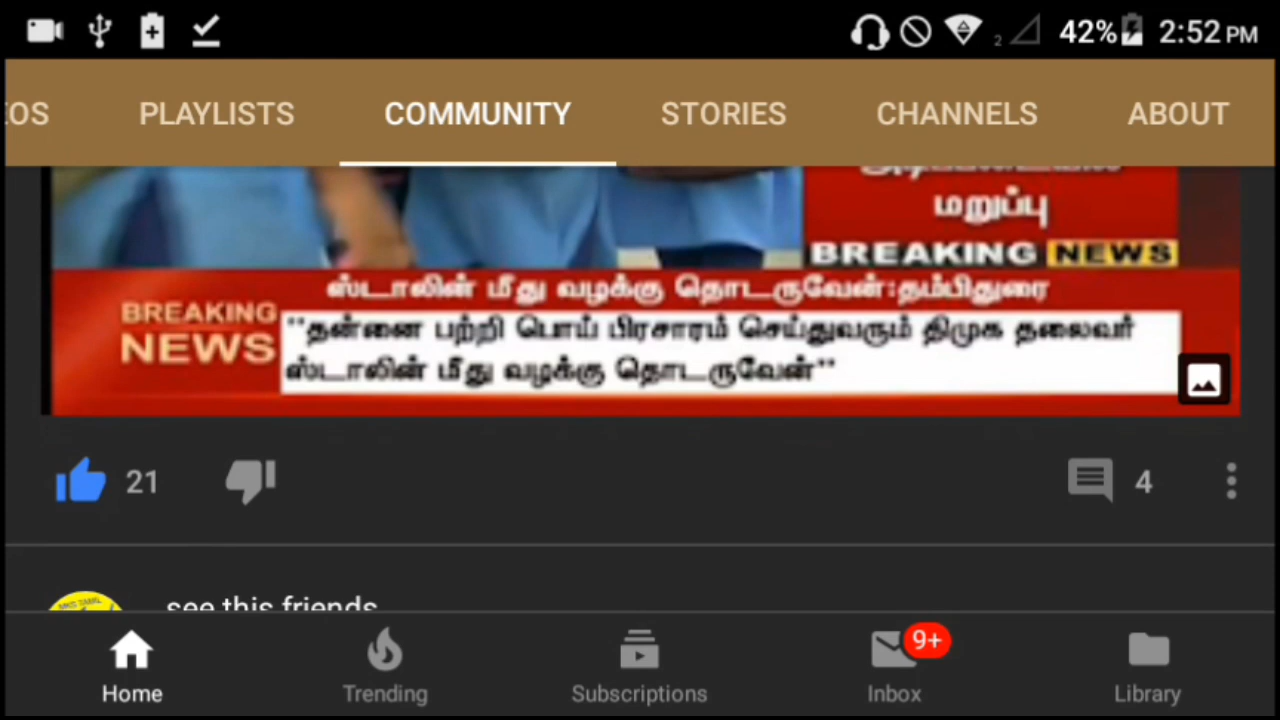 42% 2:52 PM
OS PLAYLISTS COMMUNITY STORIES CHANNELS ABOUT
மறுப்பு
BREAKING NEWS
ஸ்டாலின் மீது வழக்கு தொடருவேன்:தம்பிதுரை
BREAKING
NEWS
"தன்னை பற்றி பொய் பிரசாரம் செய்துவரும் திமுக தலைவர்
ஸ்டாலின் மீது வழக்கு தொடருவேன்"
21 4
see this friends
9+
Home Trending Subscriptions Inbox Library